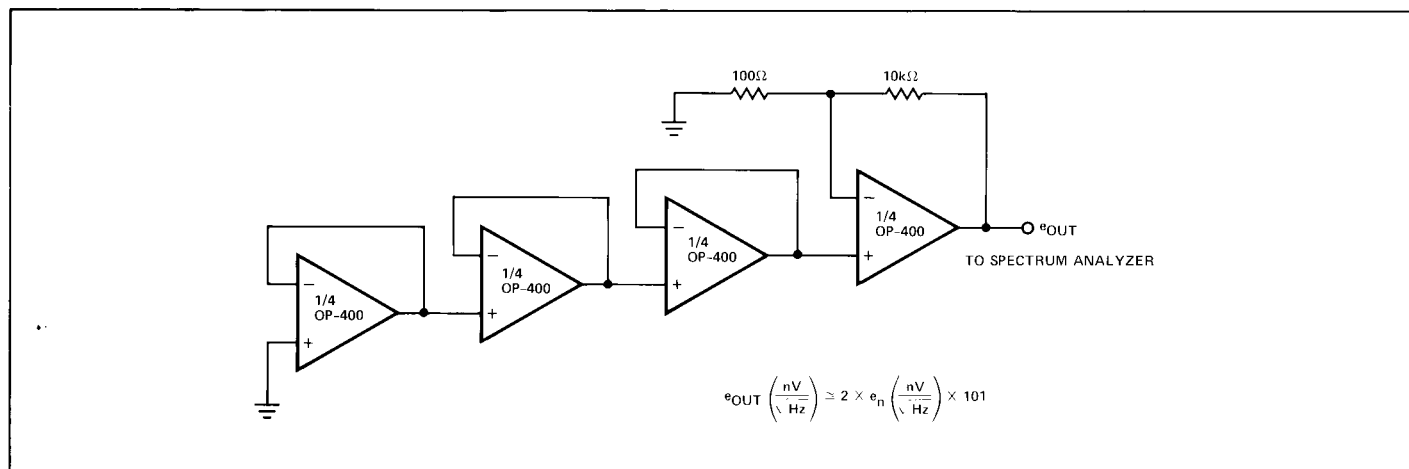 100Ω 10kΩ
−
1/4
OP-400
+
−
1/4
OP-400
+
−
1/4
OP-400
+
−
1/4
OP-400
+
eOUT
TO SPECTRUM ANALYZER
eOUT (nV/√Hz) ≃ 2 × en (nV/√Hz) × 101